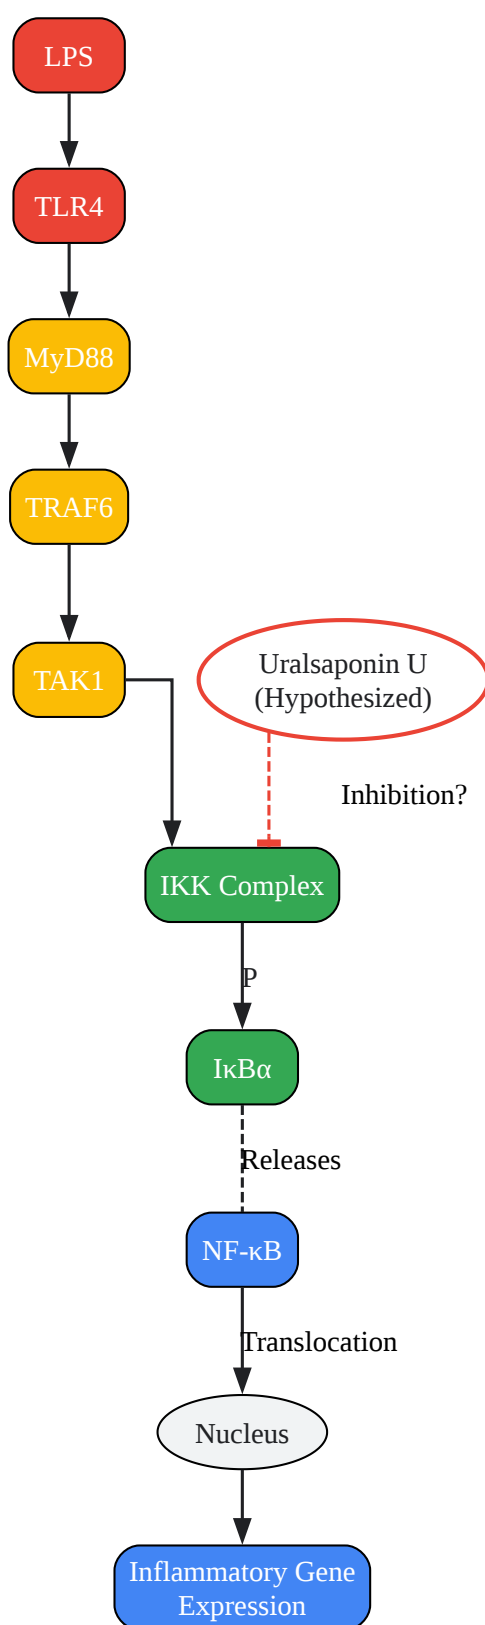 LPS
TLR4
MyD88
TRAF6
TAK1
Uralsaponin U
(Hypothesized)
Inhibition?
IKK Complex
P
IκBα
Releases
NF-κB
Translocation
Nucleus
Inflammatory Gene
Expression